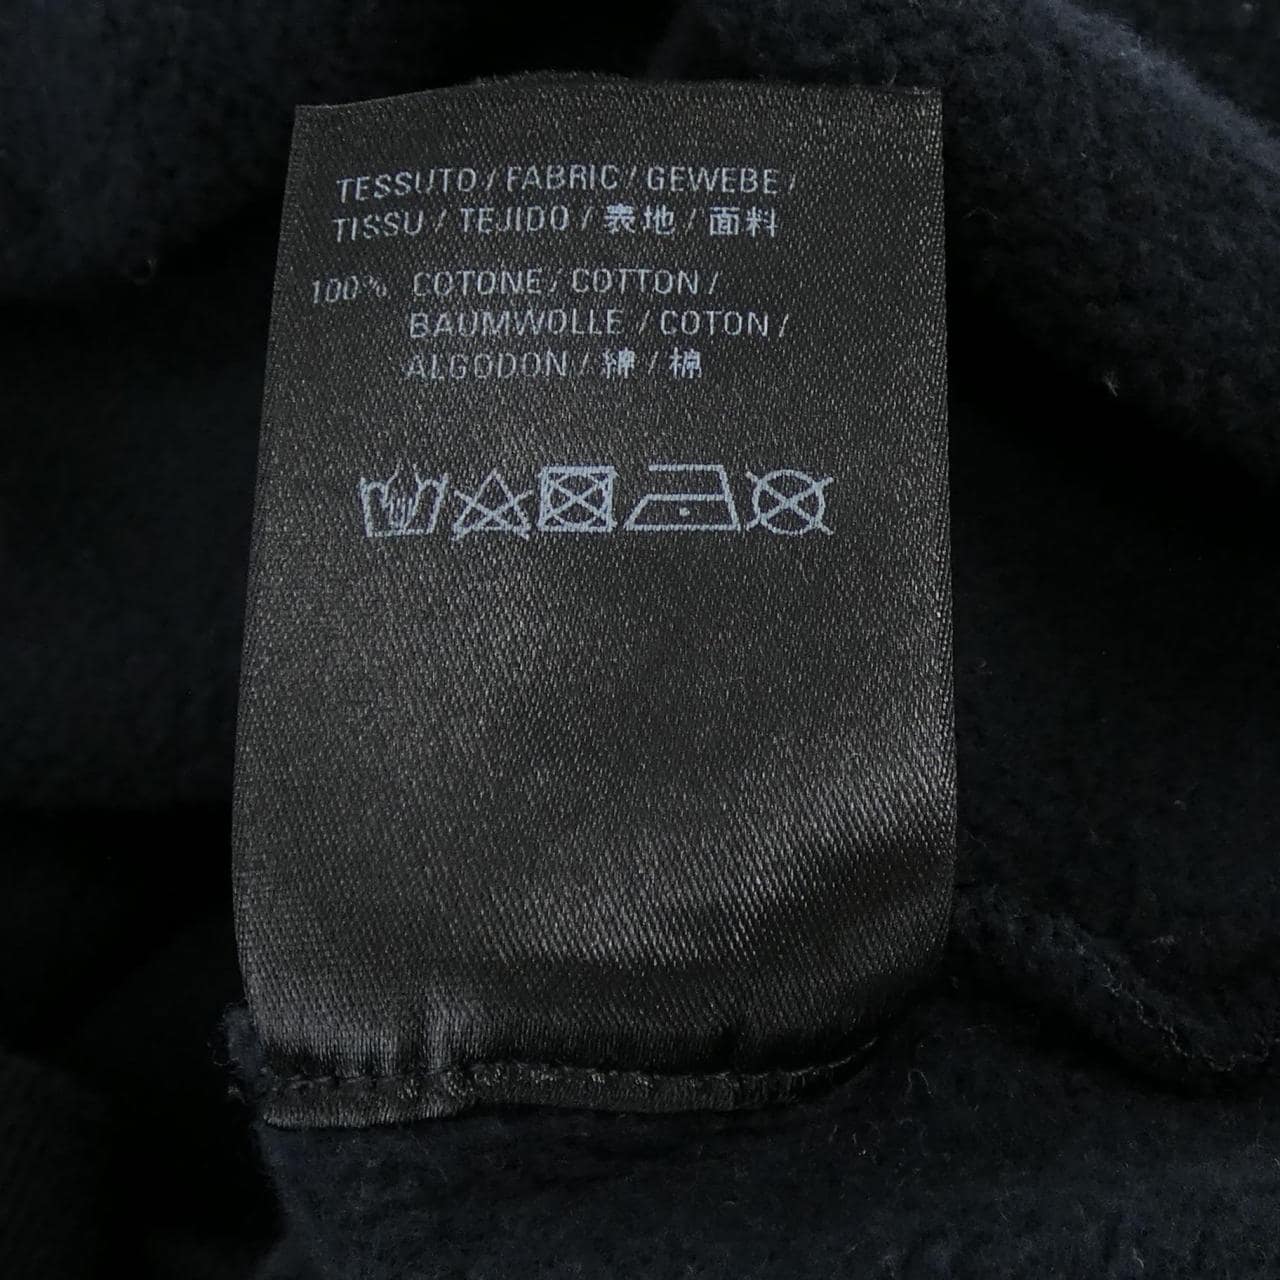 TESSUTO / FABRIC / GEWEBE /
TISSU / TEJIDO / 表地 / 面料
100% COTONE / COTTON /
BAUMWOLLE / COTON /
ALGODON / 綿 / 棉